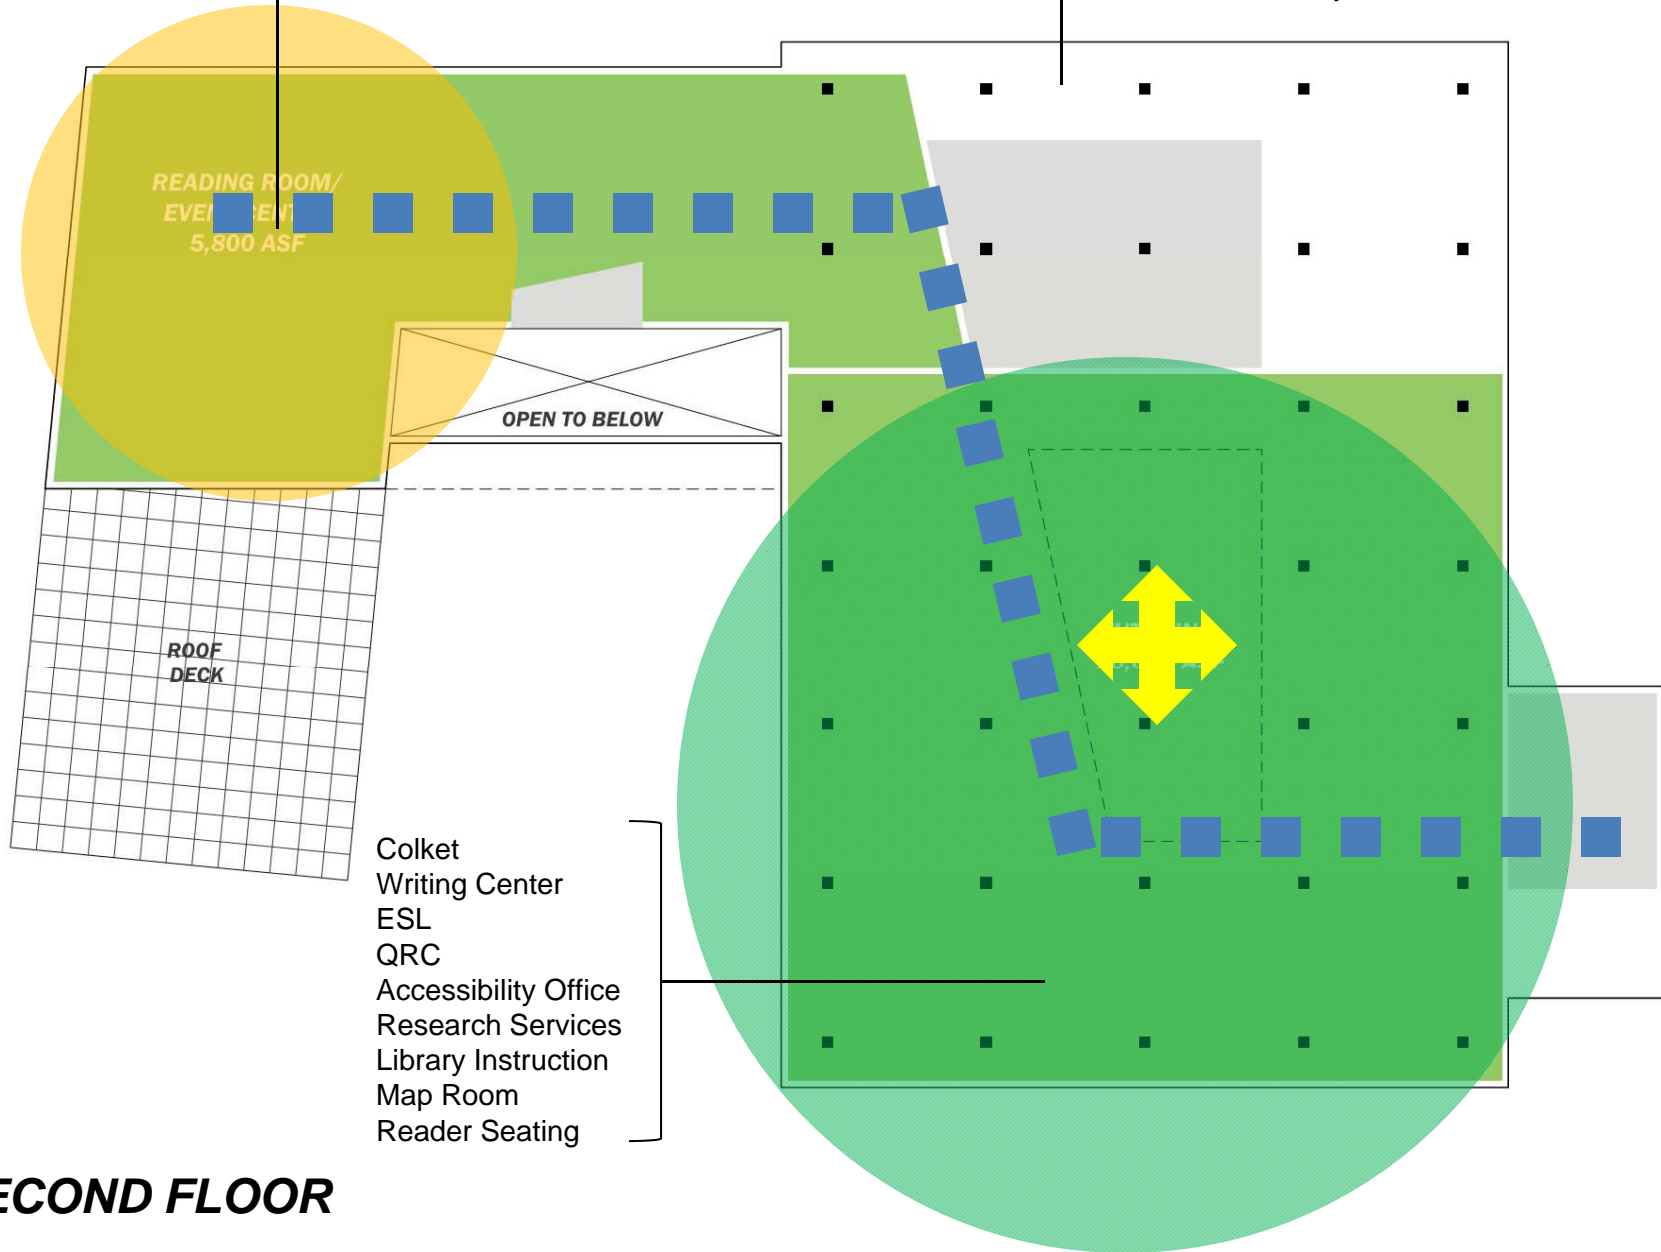 READING ROOM/
5,800 ASF
OPEN TO BELOW
ROOF
DECK
Colket
Writing Center
ESL
QRC
Accessibility Office
Research Services
Library Instruction
Map Room
Reader Seating
ECOND FLOOR